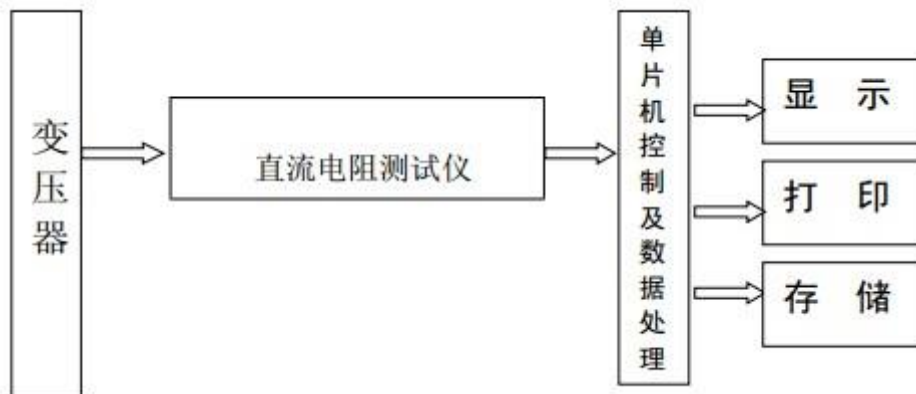 变压器
直流电阻测试仪
单片机控制及数据处理
显 示
打 印
存 储